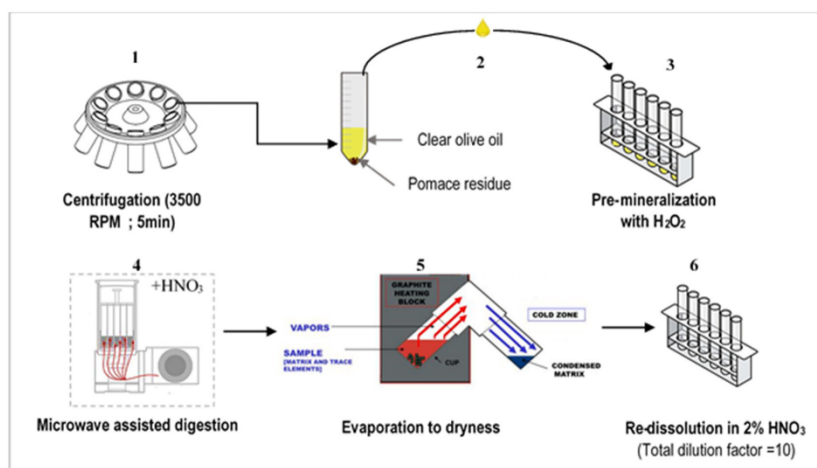 1
2
3
Clear olive oil
Pomace residue
Centrifugation (3500
RPM ; 5min)
Pre-mineralization
with H₂O₂
4
+HNO₃
5
6
GRAPHITE
HEATING
BLOCK
COLD ZONE
VAPORS
SAMPLE
[MATRIX AND TRACE
ELEMENTS]
CUP
CONDENSED
MATRIX
Microwave assisted digestion
Evaporation to dryness
Re-dissolution in 2% HNO₃
(Total dilution factor =10)